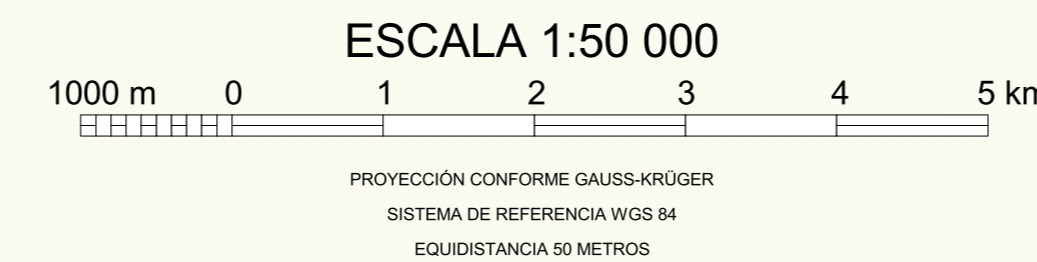 ESCALA 1:50 000
1000 m 0 1 2 3 4 5 km
PROYECCIÓN CONFORME GAUSS-KRÜGER
SISTEMA DE REFERENCIA WGS 84
EQUIDISTANCIA 50 METROS